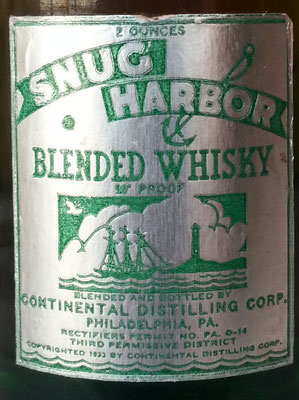 2 OUNCES
SNUG
HARBOR
BLENDED WHISKY
PROOF
BLENDED AND BOTTLED BY
CONTINENTAL DISTILLING CORP.
PHILADELPHIA, PA.
RECTIFIERS PERMIT NO. PA. O-14
THIRD PERMISSIVE DISTRICT
COPYRIGHTED 1933 BY CONTINENTAL DISTILLING CORP.